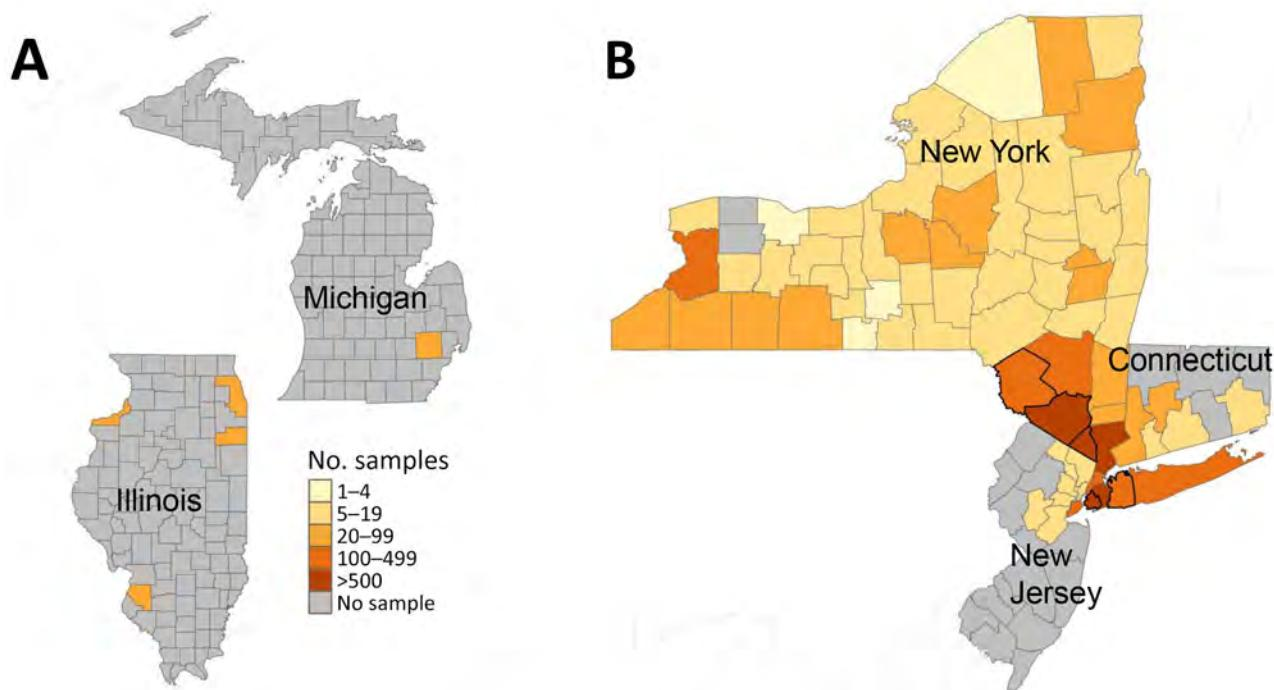 A
B
New York
Michigan
Connecticut
No. samples
1–4
5–19
20–99
100–499
>500
No sample
Illinois
New
Jersey